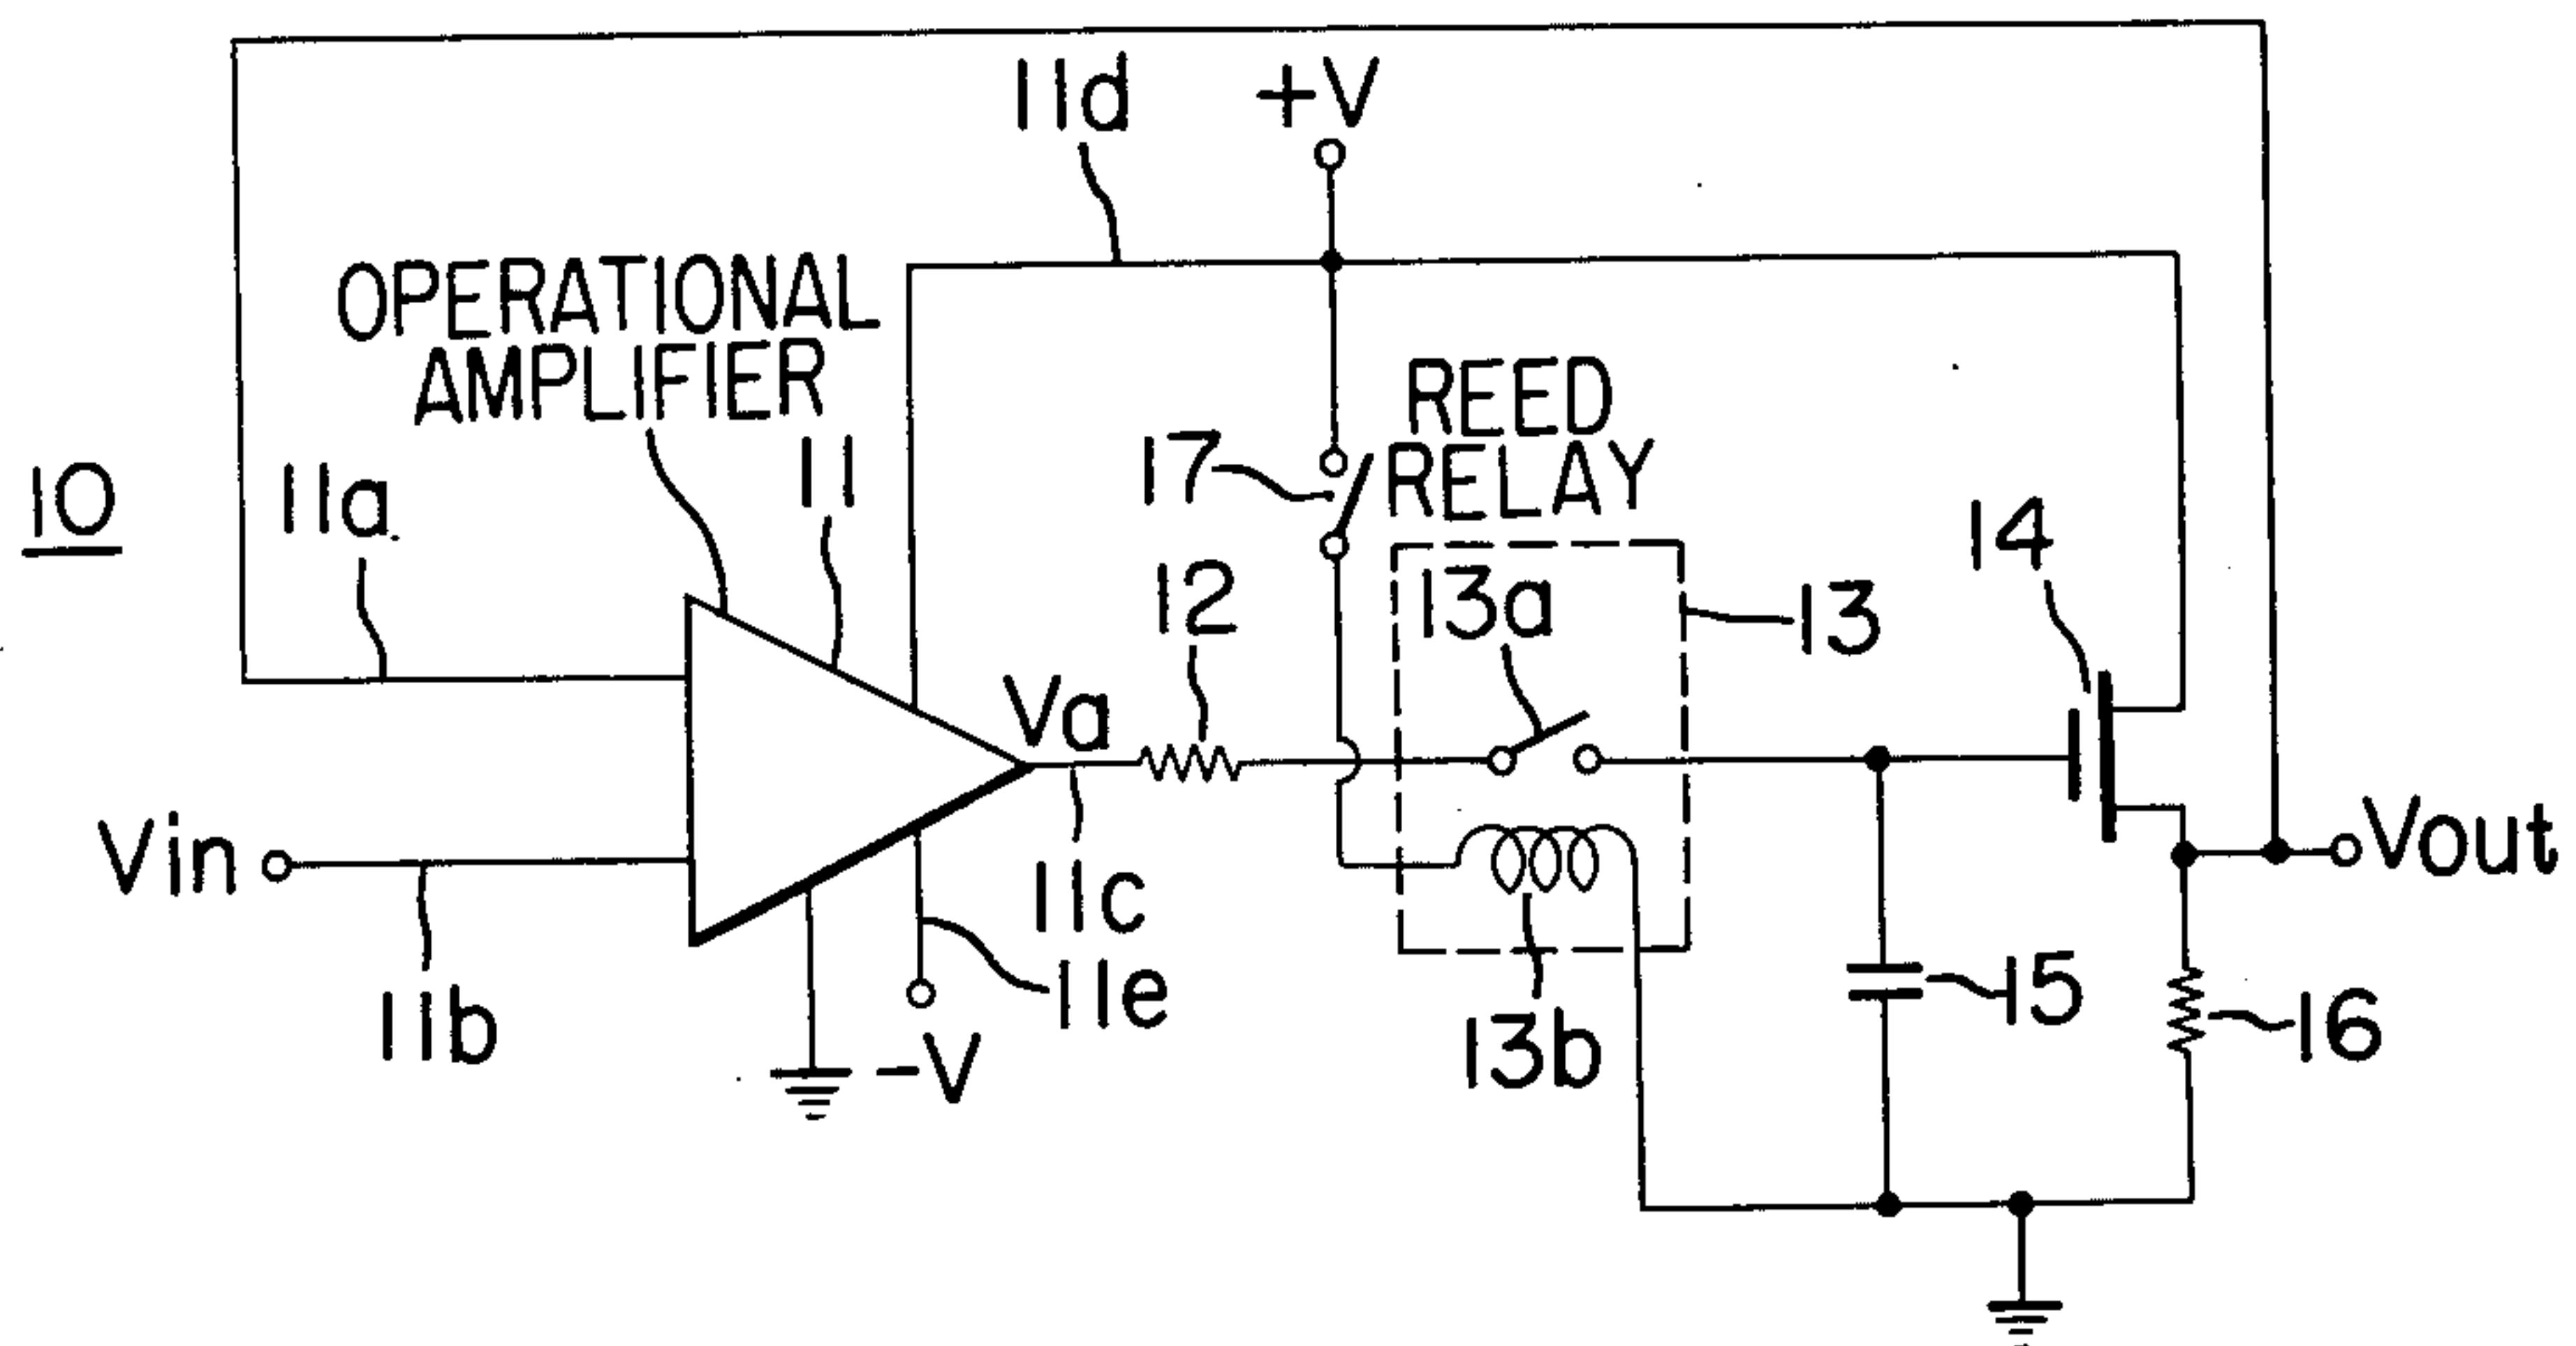 11d
+V
OPERATIONAL
AMPLIFIER
REED
RELAY
10
11a
11
17
14
12
13a
13
Va
Vin
Vout
11c
11b
11e
-V
13b
15
16